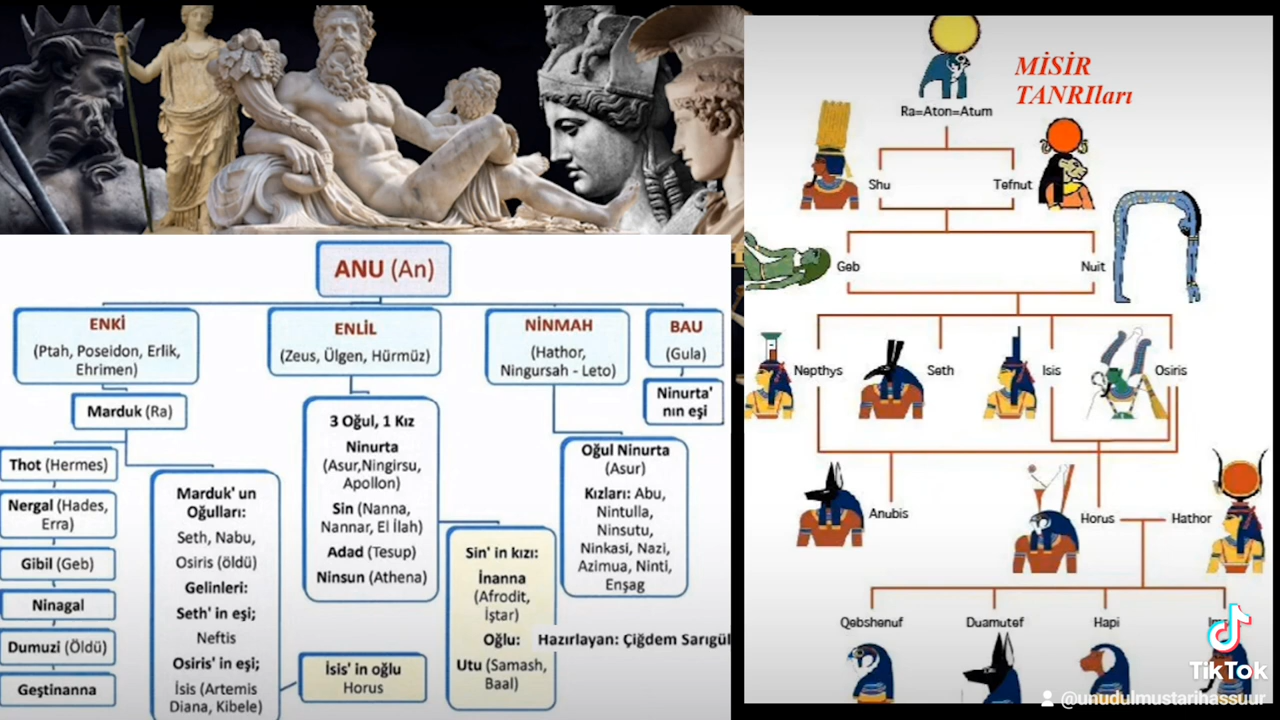 ANU (An)
ENKİ
(Ptah, Poseidon, Erlik,
Ehrimen)
ENLİL
(Zeus, Ülgen, Hürmüz)
NİNMAH
(Hathor,
Ningursah - Leto)
BAU
(Gula)
Ninurta'
nın eşi
Marduk (Ra)
Thot (Hermes)
Nergal (Hades,
Erra)
Gibil (Geb)
Ninagal
Dumuzi (Öldü)
Geştinanna
Marduk' un
Oğulları:
Seth, Nabu,
Osiris (öldü)
Gelinleri:
Seth' in eşi;
Neftis
Osiris' in eşi;
İsis (Artemis
Diana, Kibele)
İsis' in oğlu
Horus
3 Oğul, 1 Kız
Ninurta
(Asur,Ningirsu,
Apollon)
Sin (Nanna,
Nannar, El İlah)
Adad (Tesup)
Ninsun (Athena)
Sin' in kızı:
İnanna
(Afrodit,
İştar)
Oğlu:
Utu (Samash,
Baal)
Oğul Ninurta
(Asur)
Kızları: Abu,
Nintulla,
Ninsutu,
Ninkasi, Nazi,
Azimua, Ninti,
Enşag
Hazırlayan: Çiğdem Sarıgül
MİSİR
TANRIları
Ra=Aton=Atum
Shu Tefnut
Geb Nuit
Nepthys Seth Isis Osiris
Anubis Horus Hathor
Qebshenuf Duamutef Hapi
TikTok
@unudulmustarihassuur